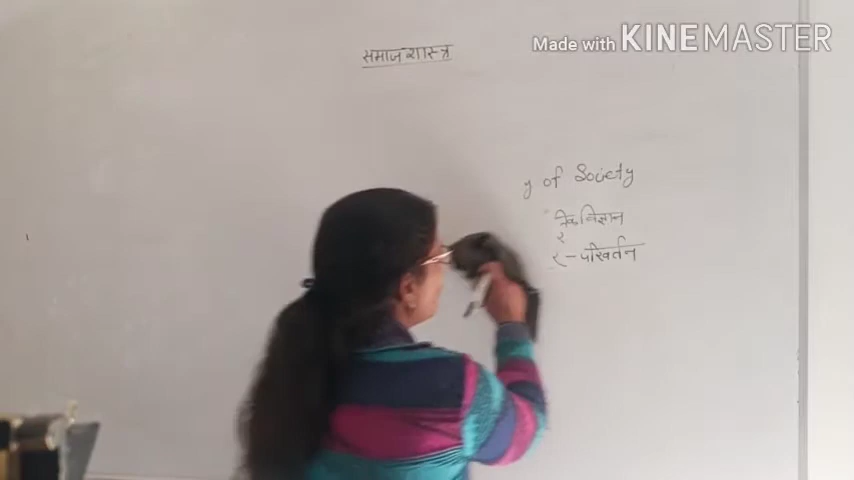 Made with KINEMASTER
समाजशास्त्र
y of Society
विज्ञान
र
र - परिवर्तन